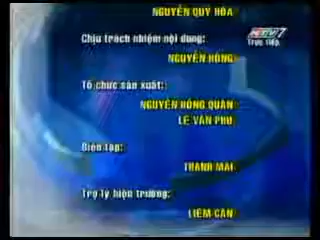 NGUYỄN QUÝ HÒA
HTV7
TRỰC TIẾP
Chịu trách nhiệm nội dung:
NGUYỄN HỒNG
Tổ chức sản xuất:
NGUYỄN HỒNG QUÂN
LÊ VĂN PHÚ
Biên tập:
THANH MAI
Trợ lý hiện trường:
LIÊM CẦN